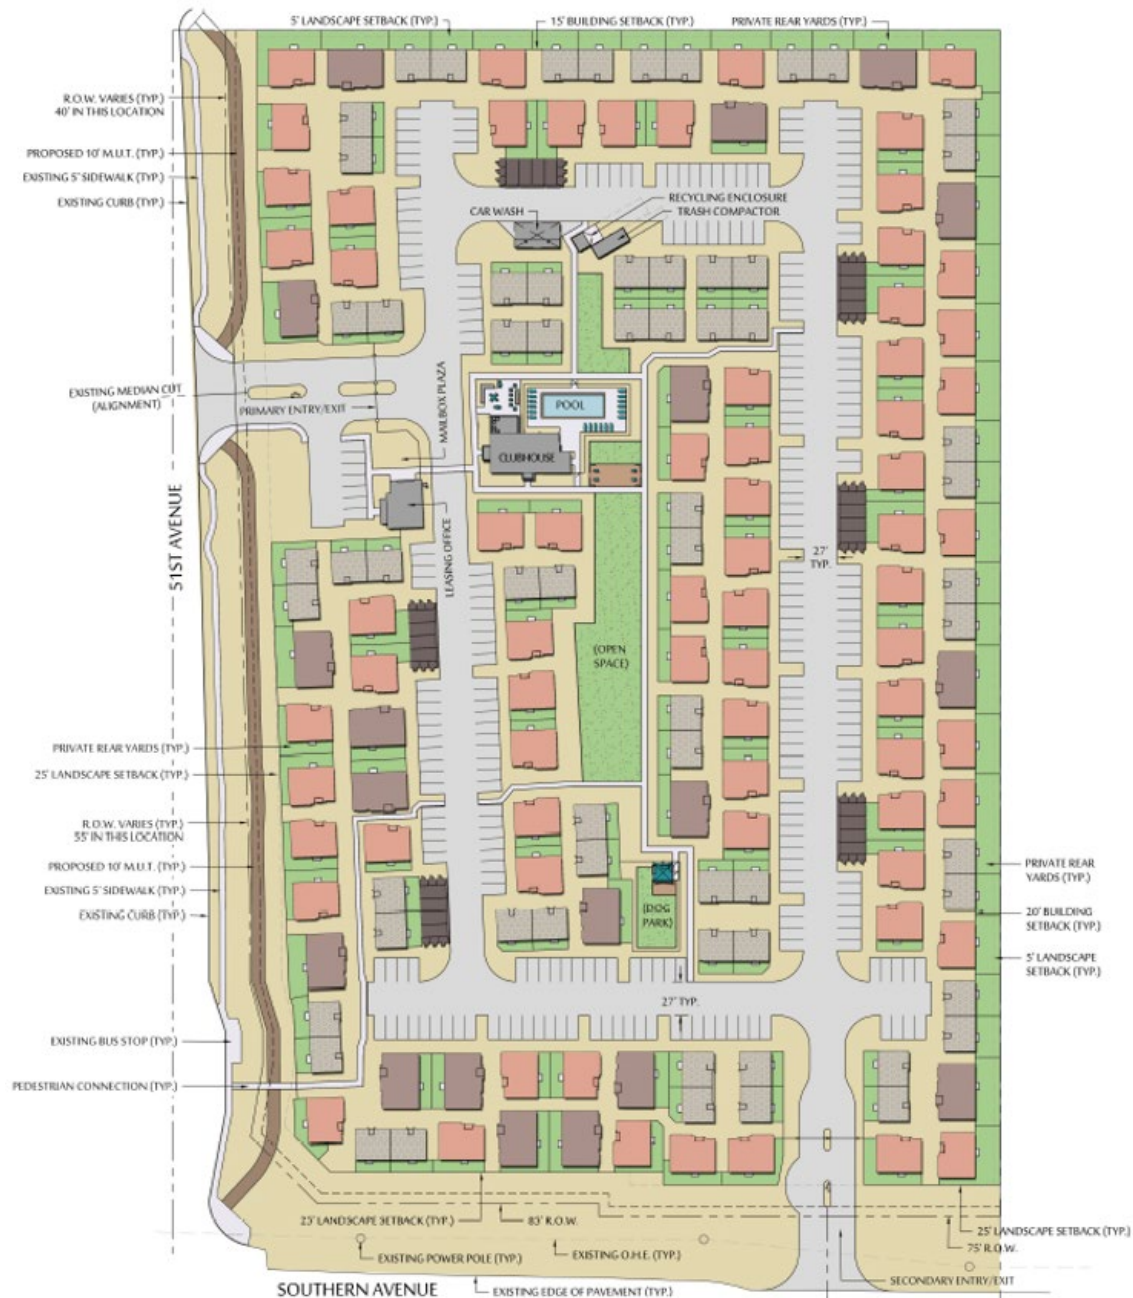 5' LANDSCAPE SETBACK (TYP.)
15' BUILDING SETBACK (TYP.)
PRIVATE REAR YARDS (TYP.)
R.O.W. VARIES (TYP.)
40' IN THIS LOCATION
PROPOSED 10' M.U.T. (TYP.)
EXISTING 5' SIDEWALK (TYP.)
EXISTING CURB (TYP.)
RECYCLING ENCLOSURE
CAR WASH
TRASH COMPACTOR
EXISTING MEDIAN CUT
(ALIGNMENT)
PRIMARY ENTRY/EXIT
MAILBOX PLAZA
POOL
CLUBHOUSE
51ST AVENUE
LEASING OFFICE
27'
TYP.
(OPEN
SPACE)
PRIVATE REAR YARDS (TYP.)
25' LANDSCAPE SETBACK (TYP.)
R.O.W. VARIES (TYP.)
55' IN THIS LOCATION
PROPOSED 10' M.U.T. (TYP.)
EXISTING 5' SIDEWALK (TYP.)
EXISTING CURB (TYP.)
PRIVATE REAR
YARDS (TYP.)
20' BUILDING
SETBACK (TYP.)
(DOG
PARK)
5' LANDSCAPE
SETBACK (TYP.)
27' TYP.
EXISTING BUS STOP (TYP.)
PEDESTRIAN CONNECTION (TYP.)
25' LANDSCAPE SETBACK (TYP.)
85' R.O.W.
25' LANDSCAPE SETBACK (TYP.)
75' R.O.W.
EXISTING POWER POLE (TYP.)
EXISTING O.H.E. (TYP.)
SECONDARY ENTRY/EXIT
SOUTHERN AVENUE
EXISTING EDGE OF PAVEMENT (TYP.)